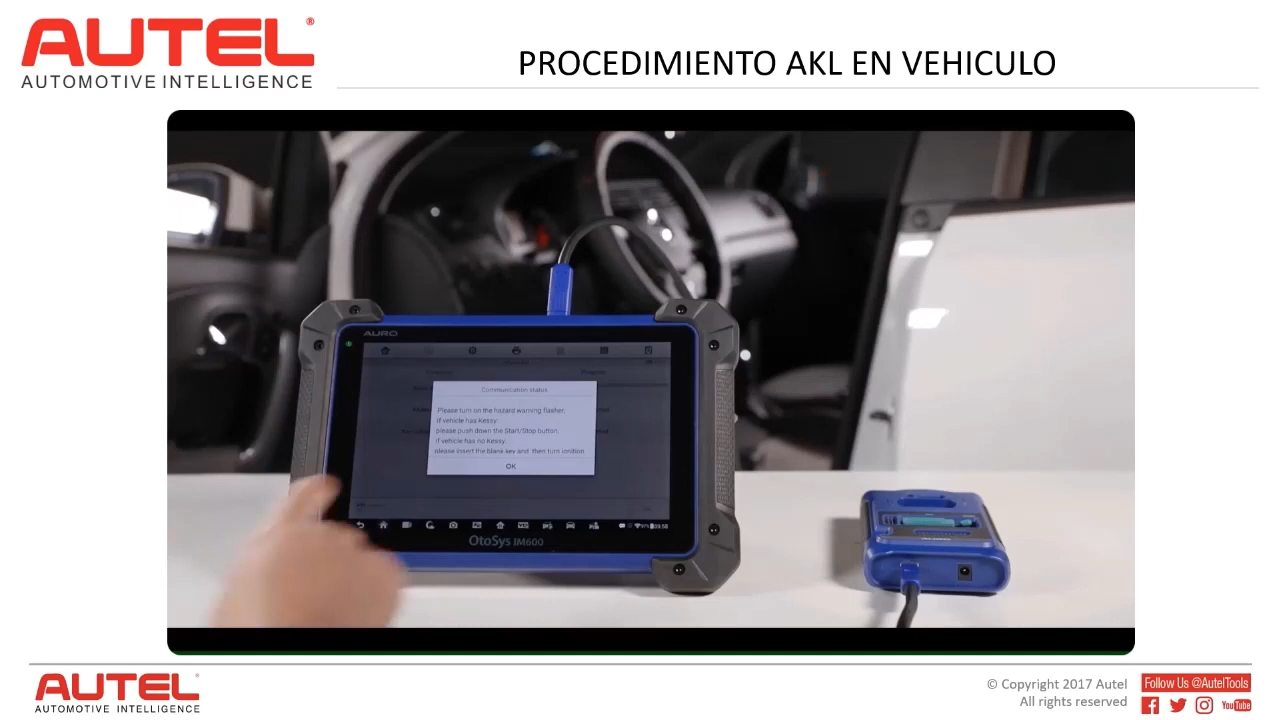 AUTEL®
AUTOMOTIVE INTELLIGENCE
PROCEDIMIENTO AKL EN VEHICULO
AURO
Communication status
Please turn on the hazard warning flasher.
If vehicle has Kessy:
please push down the Start/Stop button.
If vehicle has no Kessy:
please insert the blank key and then turn ignition
OK
OtoSys IM600
AUTEL
AUTOMOTIVE INTELLIGENCE
© Copyright 2017 Autel
All rights reserved
Follow Us @AutelTools
YouTube